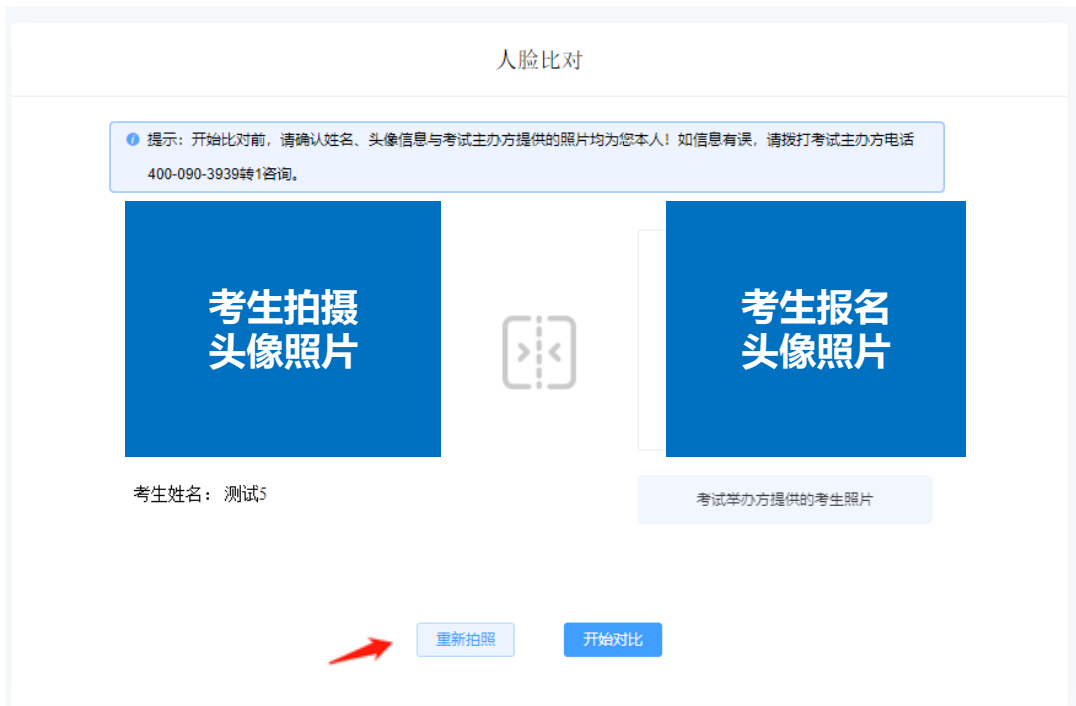 人脸比对
提示：开始比对前，请确认姓名、头像信息与考试主办方提供的照片均为您本人！如信息有误，请拨打考试主办方电话
400-090-3939转1咨询。
考生拍摄
头像照片
考生报名
头像照片
考生姓名： 测试5
考试举办方提供的考生照片
重新拍照
开始对比